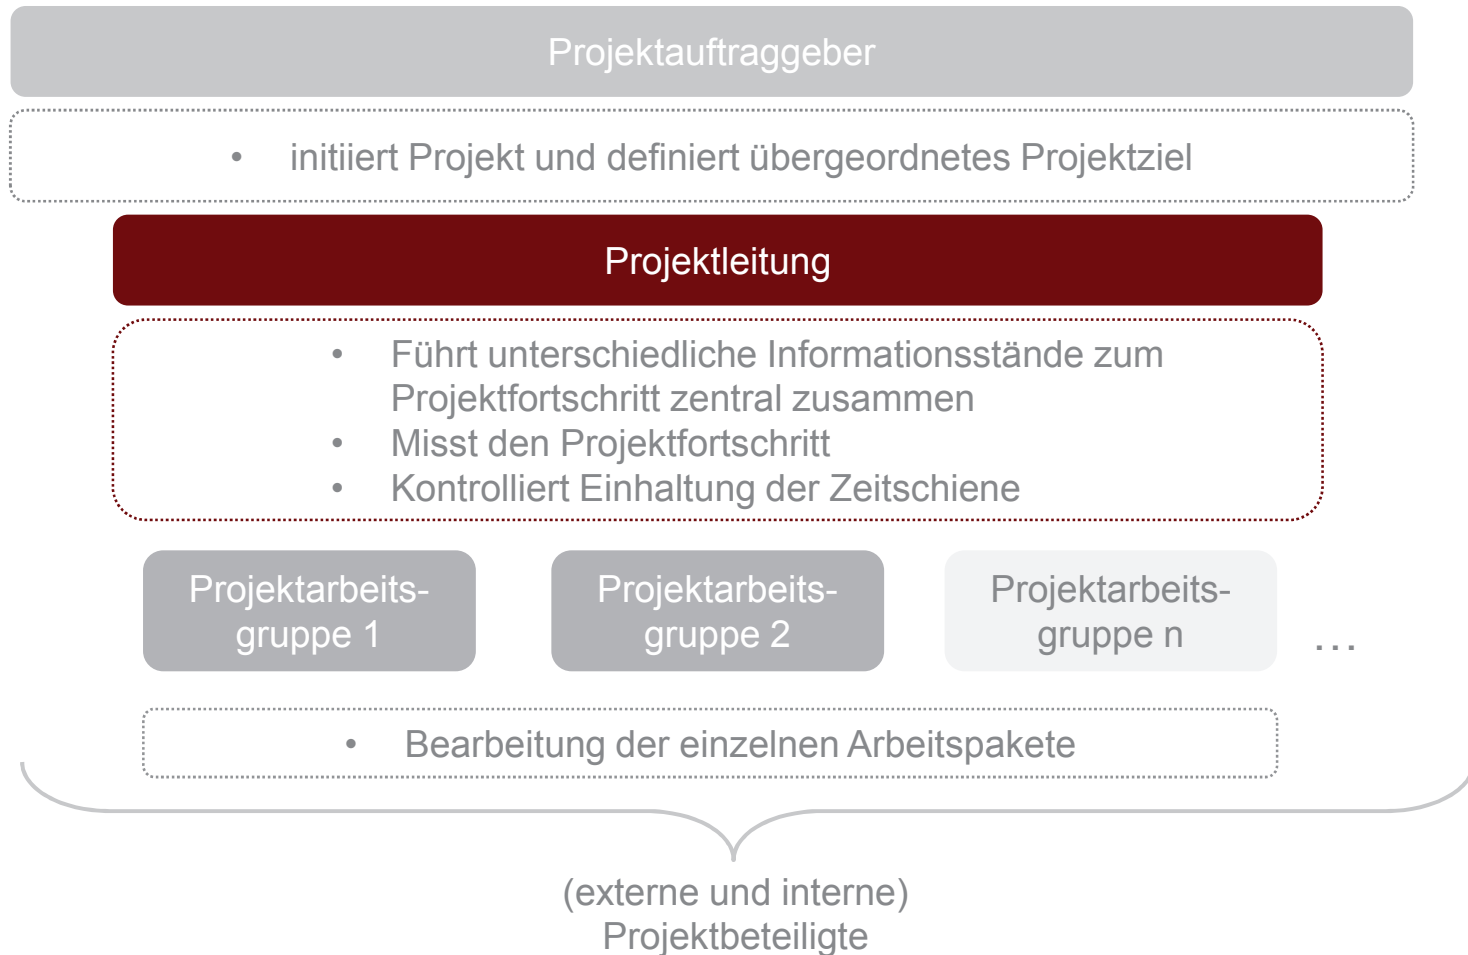 Projektauftraggeber
• initiiert Projekt und definiert übergeordnetes Projektziel
Projektleitung
• Führt unterschiedliche Informationsstände zum
Projektfortschritt zentral zusammen
• Misst den Projektfortschritt
• Kontrolliert Einhaltung der Zeitschiene
Projektarbeits-
gruppe 1
Projektarbeits-
gruppe 2
Projektarbeits-
gruppe n
…
• Bearbeitung der einzelnen Arbeitspakete
(externe und interne)
Projektbeteiligte